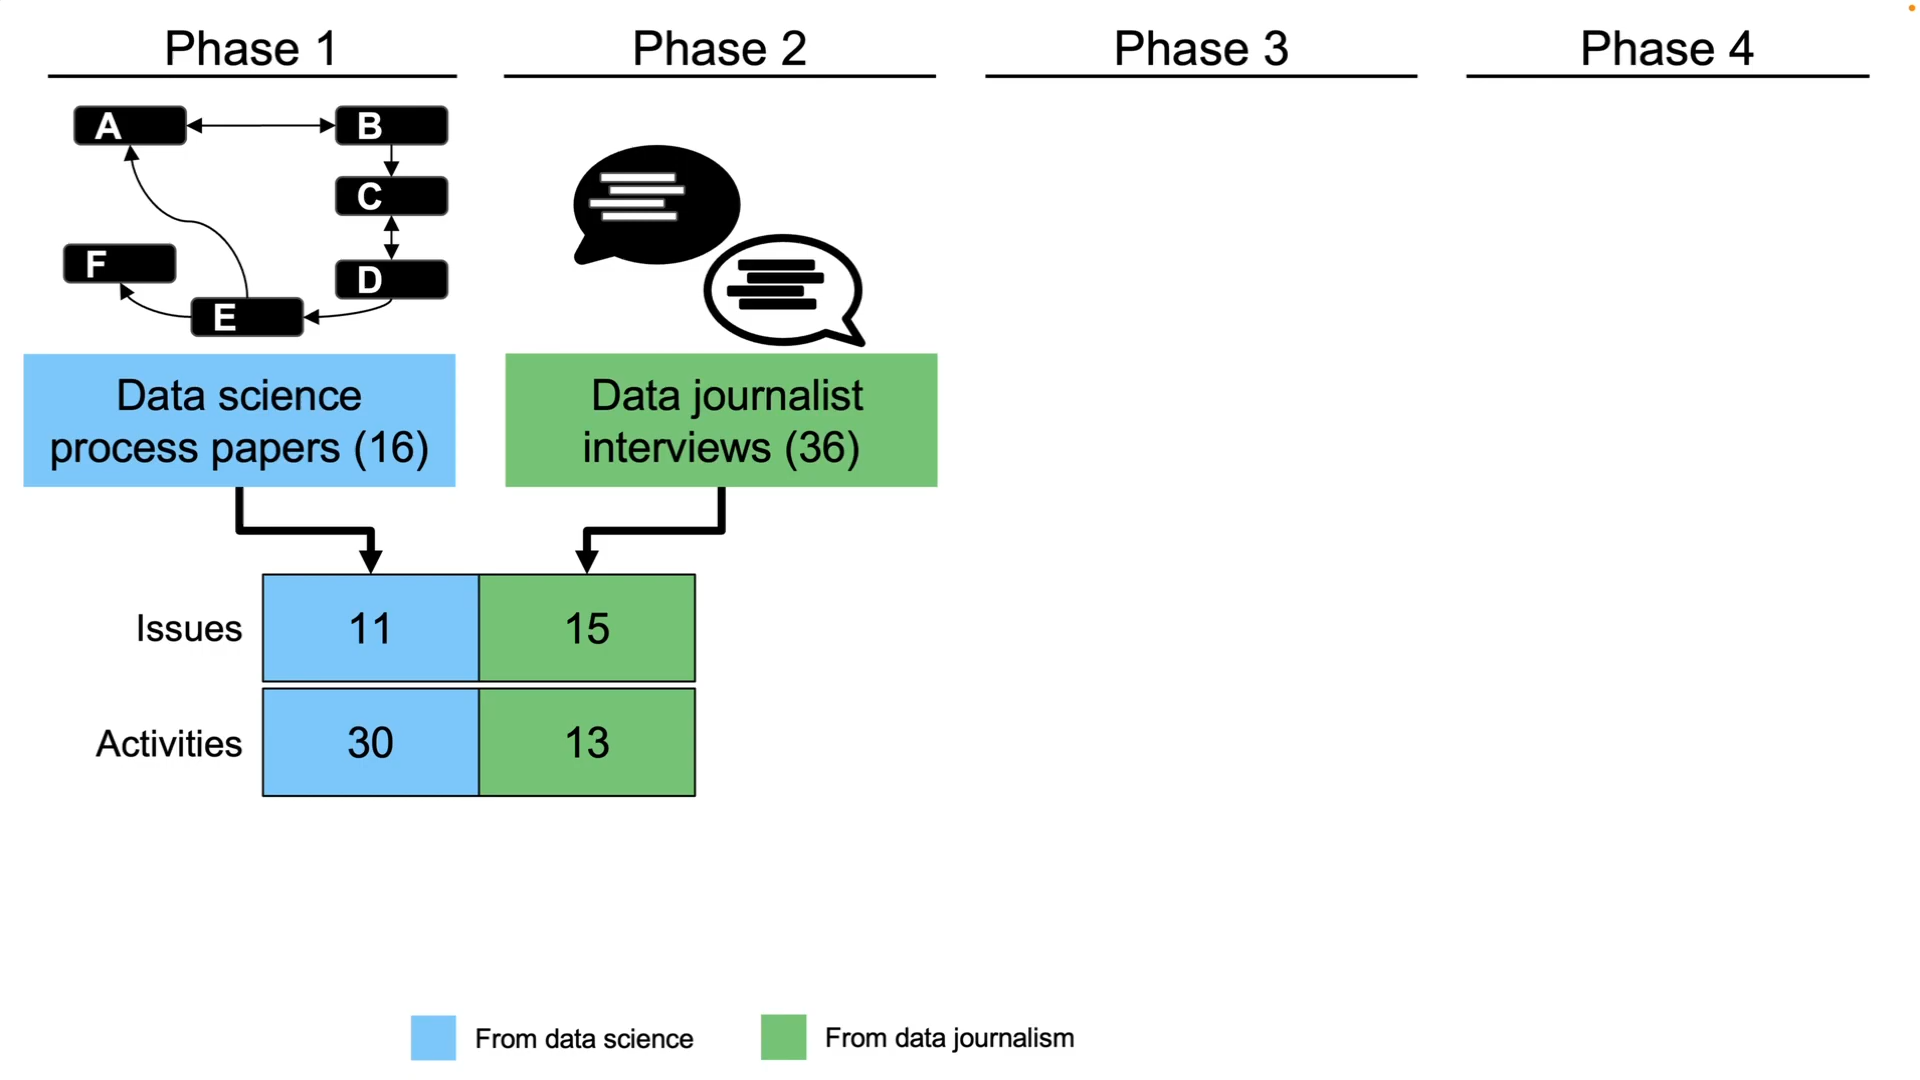 Phase 1
Phase 2
Phase 3
Phase 4
A
B
C
D
E
F
Data science
process papers (16)
Data journalist
interviews (36)
Issues
11
15
Activities
30
13
From data science
From data journalism